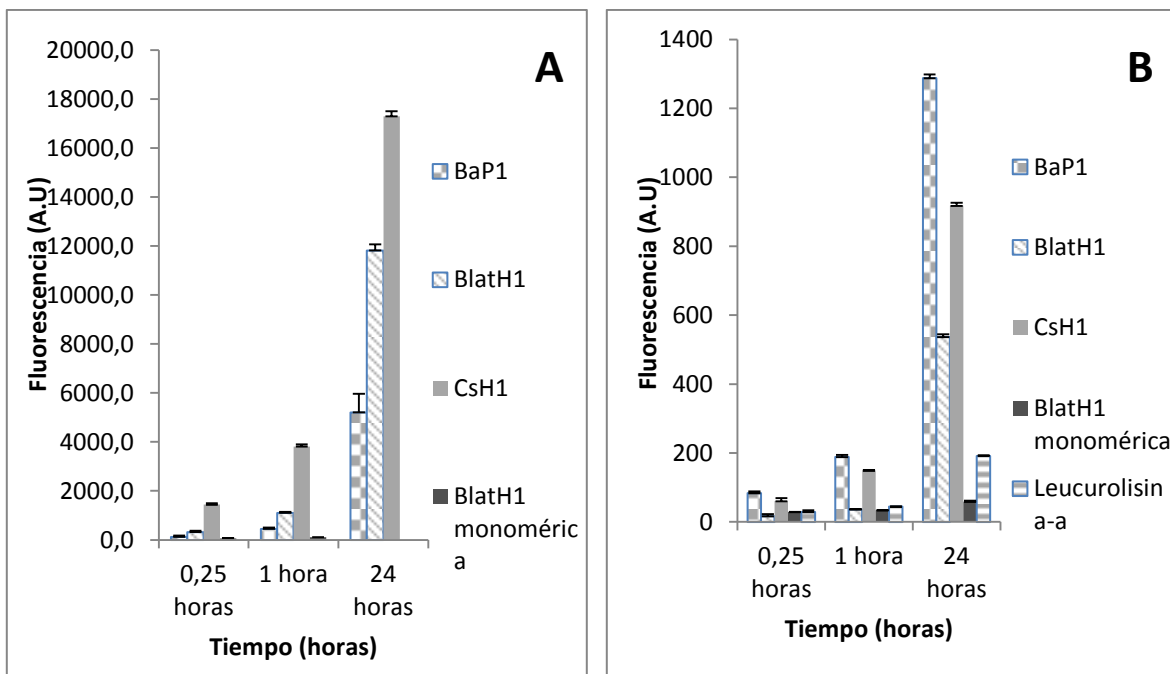 A
Fluorescencia (A.U)
20000,0
18000,0
16000,0
14000,0
12000,0
10000,0
8000,0
6000,0
4000,0
2000,0
0,0
0,25
horas
1 hora
24
horas
Tiempo (horas)
BaP1
BlatH1
CsH1
BlatH1
monoméric
a
B
Fluorescencia (A.U)
1400
1200
1000
800
600
400
200
0
0,25
horas
1 hora
24
horas
Tiempo (horas)
BaP1
BlatH1
CsH1
BlatH1
monomérica
Leucurolisin
a-a